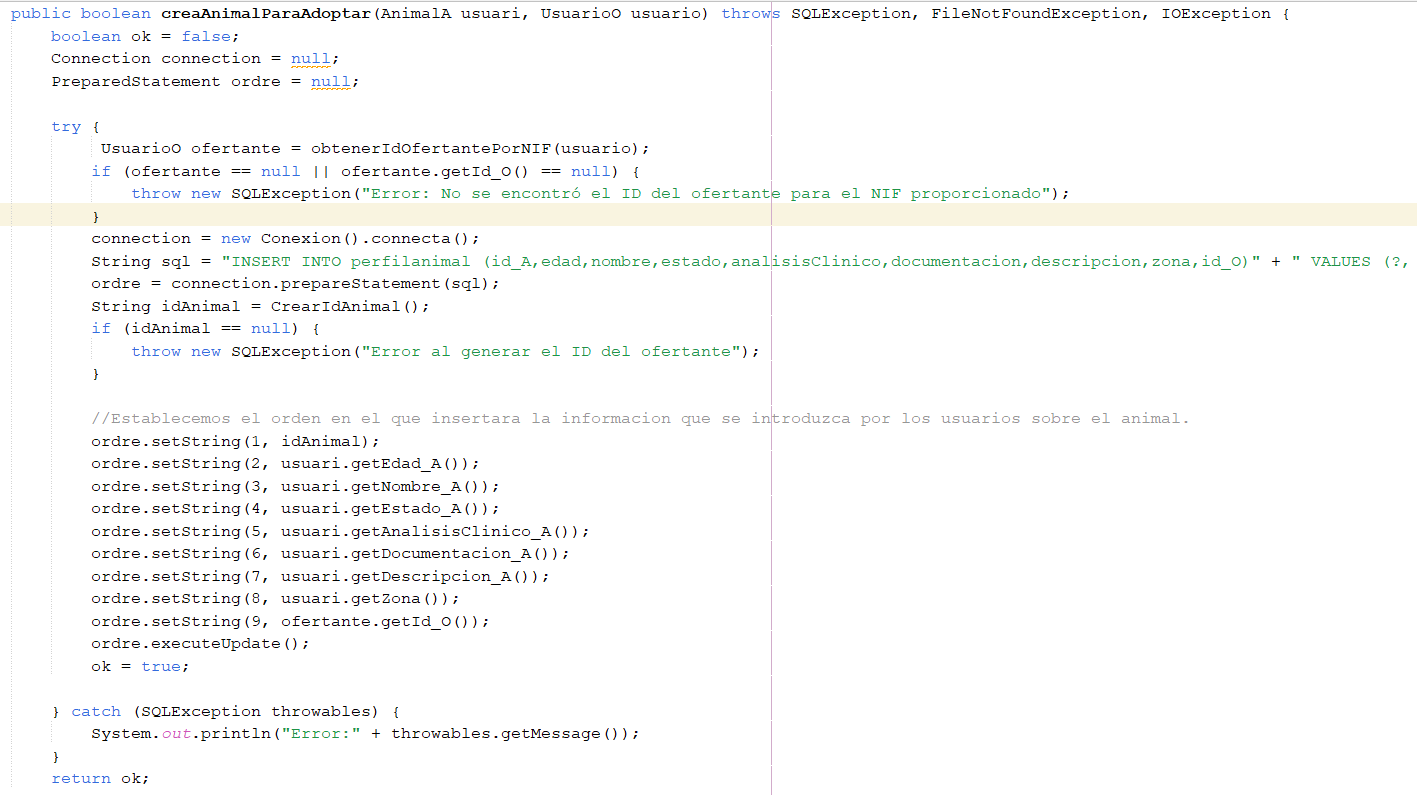 public boolean creaAnimalParaAdoptar(AnimalA usuari, UsuarioO usuario) throws SQLException, FileNotFoundException, IOException {
boolean ok = false;
Connection connection = null;
PreparedStatement ordre = null;
try {
UsuarioO ofertante = obtenerIdOfertantePorNIF(usuario);
if (ofertante == null || ofertante.getId_O() == null) {
throw new SQLException("Error: No se encontró el ID del ofertante para el NIF proporcionado");
}
connection = new Conexion().connecta();
String sql = "INSERT INTO perfilanimal (id_A,edad,nombre,estado,analisisClinico,documentacion,descripcion,zona,id_O)" + " VALUES (?,
ordre = connection.prepareStatement(sql);
String idAnimal = CrearIdAnimal();
if (idAnimal == null) {
throw new SQLException("Error al generar el ID del ofertante");
}
//Establecemos el orden en el que insertara la informacion que se introduzca por los usuarios sobre el animal.
ordre.setString(1, idAnimal);
ordre.setString(2, usuari.getEdad_A());
ordre.setString(3, usuari.getNombre_A());
ordre.setString(4, usuari.getEstado_A());
ordre.setString(5, usuari.getAnalisisClinico_A());
ordre.setString(6, usuari.getDocumentacion_A());
ordre.setString(7, usuari.getDescripcion_A());
ordre.setString(8, usuari.getZona());
ordre.setString(9, ofertante.getId_O());
ordre.executeUpdate();
ok = true;
} catch (SQLException throwables) {
System.out.println("Error:" + throwables.getMessage());
}
return ok;